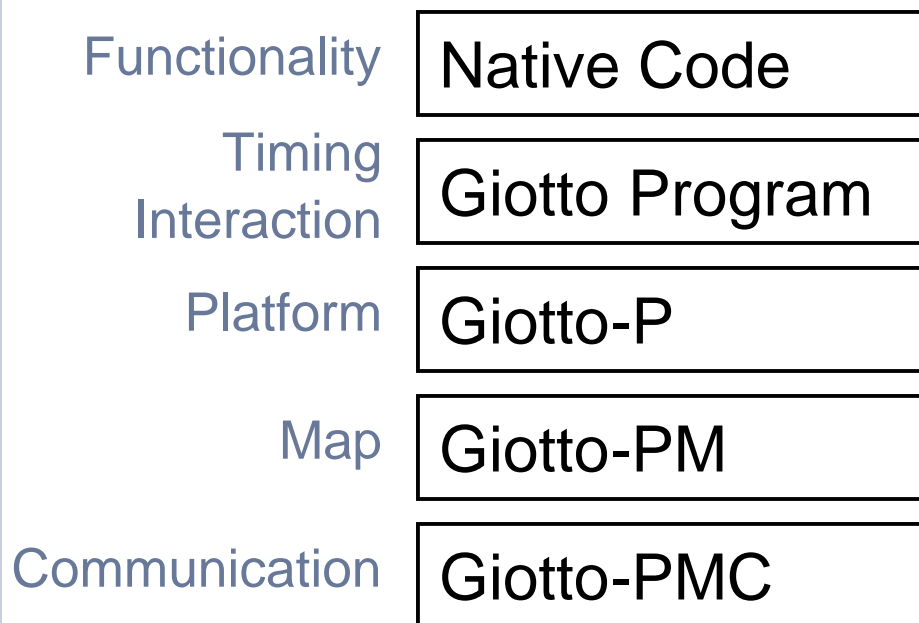 Functionality
Native Code
Timing
Interaction
Giotto Program
Platform
Giotto-P
Map
Giotto-PM
Communication
Giotto-PMC